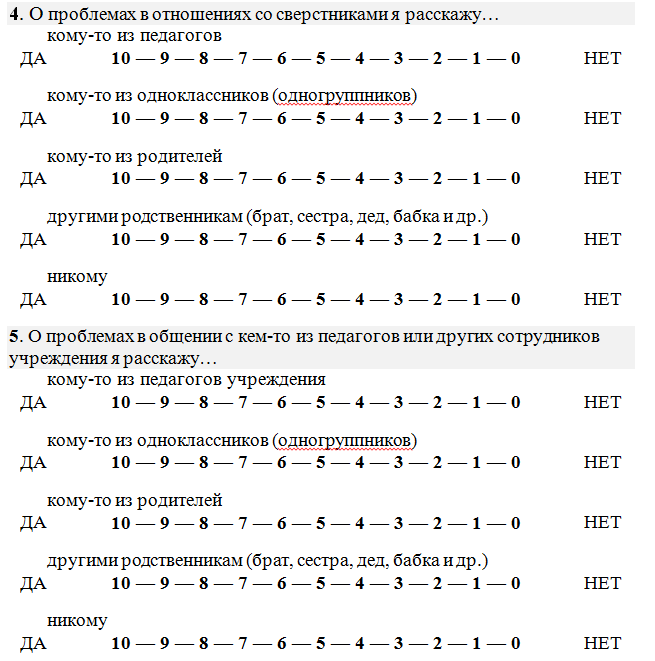 4. О проблемах в отношениях со сверстниками я расскажу…
кому-то из педагогов
ДА 10 — 9 — 8 — 7 — 6 — 5 — 4 — 3 — 2 — 1 — 0 НЕТ
кому-то из одноклассников (одногруппников)
ДА 10 — 9 — 8 — 7 — 6 — 5 — 4 — 3 — 2 — 1 — 0 НЕТ
кому-то из родителей
ДА 10 — 9 — 8 — 7 — 6 — 5 — 4 — 3 — 2 — 1 — 0 НЕТ
другими родственникам (брат, сестра, дед, бабка и др.)
ДА 10 — 9 — 8 — 7 — 6 — 5 — 4 — 3 — 2 — 1 — 0 НЕТ
никому
ДА 10 — 9 — 8 — 7 — 6 — 5 — 4 — 3 — 2 — 1 — 0 НЕТ
5. О проблемах в общении с кем-то из педагогов или других сотрудников
учреждения я расскажу…
кому-то из педагогов учреждения
ДА 10 — 9 — 8 — 7 — 6 — 5 — 4 — 3 — 2 — 1 — 0 НЕТ
кому-то из одноклассников (одногруппников)
ДА 10 — 9 — 8 — 7 — 6 — 5 — 4 — 3 — 2 — 1 — 0 НЕТ
кому-то из родителей
ДА 10 — 9 — 8 — 7 — 6 — 5 — 4 — 3 — 2 — 1 — 0 НЕТ
другими родственникам (брат, сестра, дед, бабка и др.)
ДА 10 — 9 — 8 — 7 — 6 — 5 — 4 — 3 — 2 — 1 — 0 НЕТ
никому
ДА 10 — 9 — 8 — 7 — 6 — 5 — 4 — 3 — 2 — 1 — 0 НЕТ